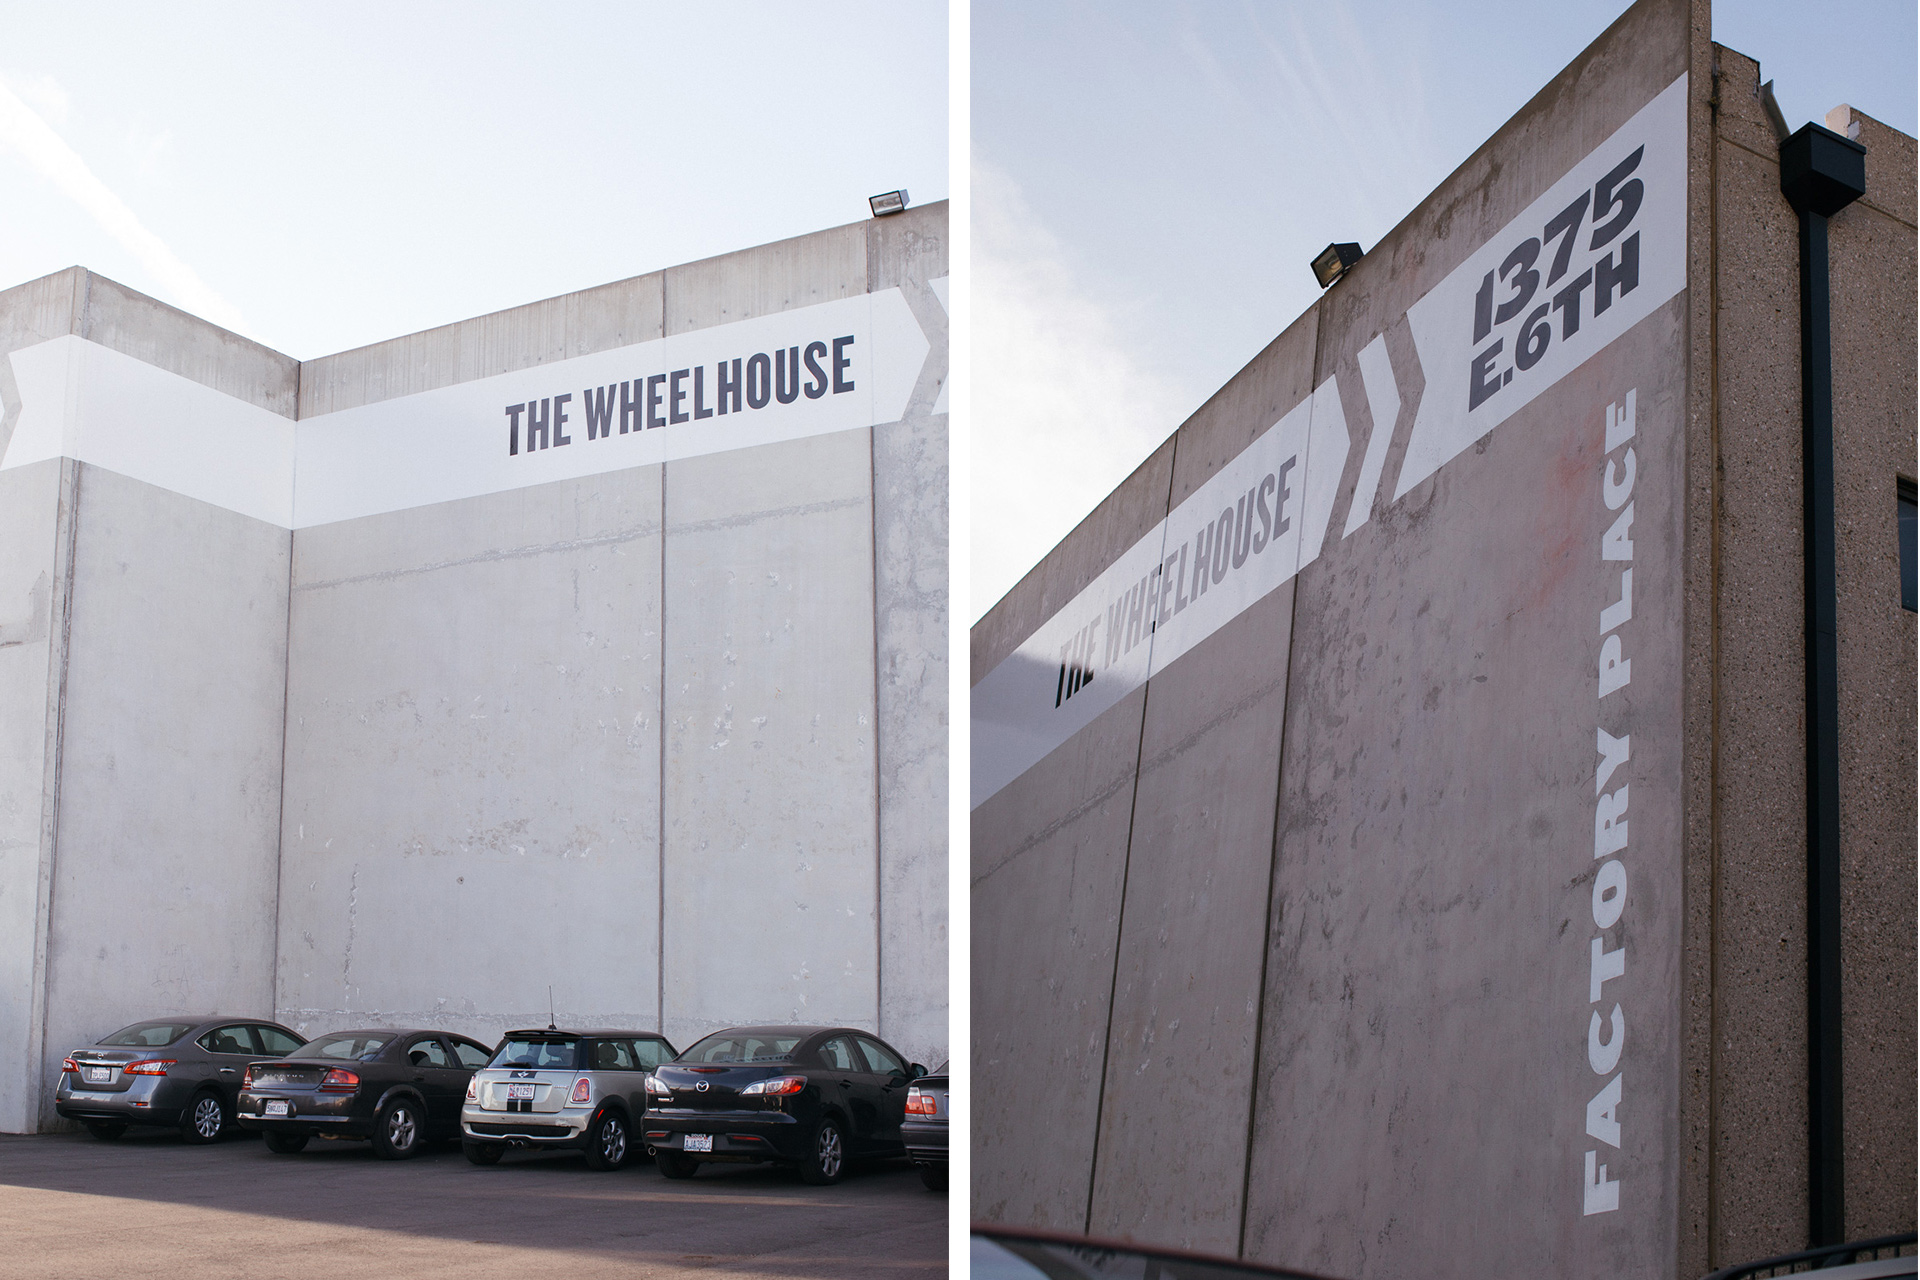 THE WHEELHOUSE
THE WHEELHOUSE
1375
E.6TH
FACTORY PLACE